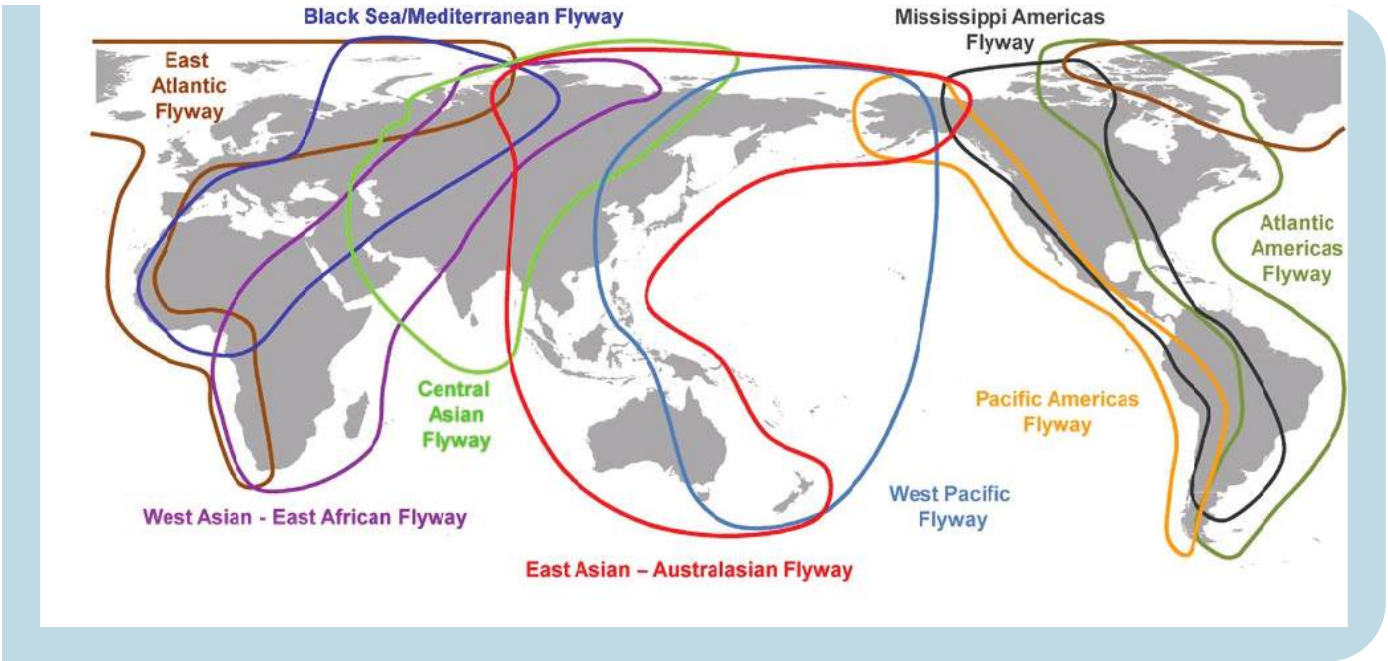 Black Sea/Mediterranean Flyway
Mississippi Americas
Flyway
East
Atlantic
Flyway
Atlantic
Americas
Flyway
Central
Asian
Flyway
Pacific Americas
Flyway
West Pacific
Flyway
West Asian - East African Flyway
East Asian – Australasian Flyway